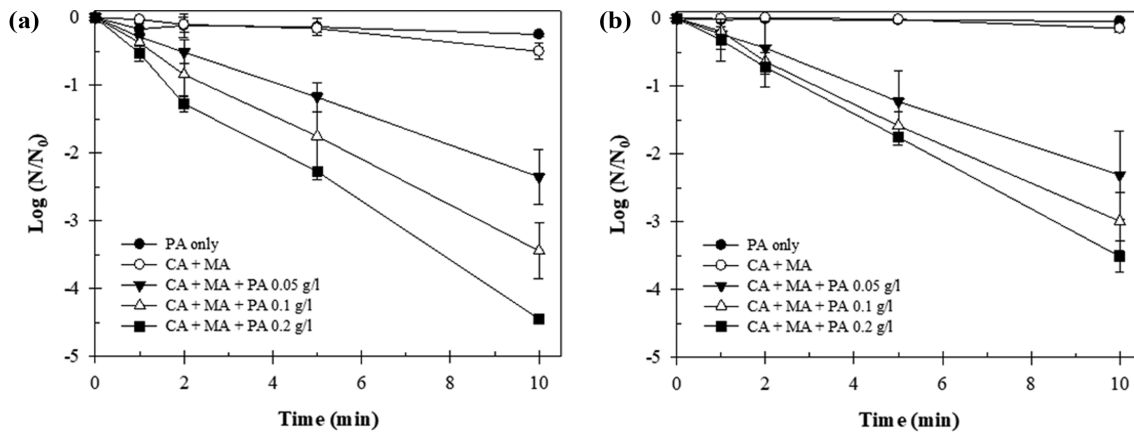 (a)
0
-1
-2
-3
-4
-5
Log (N/N₀)
PA only
CA + MA
CA + MA + PA 0.05 g/l
CA + MA + PA 0.1 g/l
CA + MA + PA 0.2 g/l
0 2 4 6 8 10
Time (min)
(b)
0
-1
-2
-3
-4
-5
Log (N/N₀)
PA only
CA + MA
CA + MA + PA 0.05 g/l
CA + MA + PA 0.1 g/l
CA + MA + PA 0.2 g/l
0 2 4 6 8 10
Time (min)